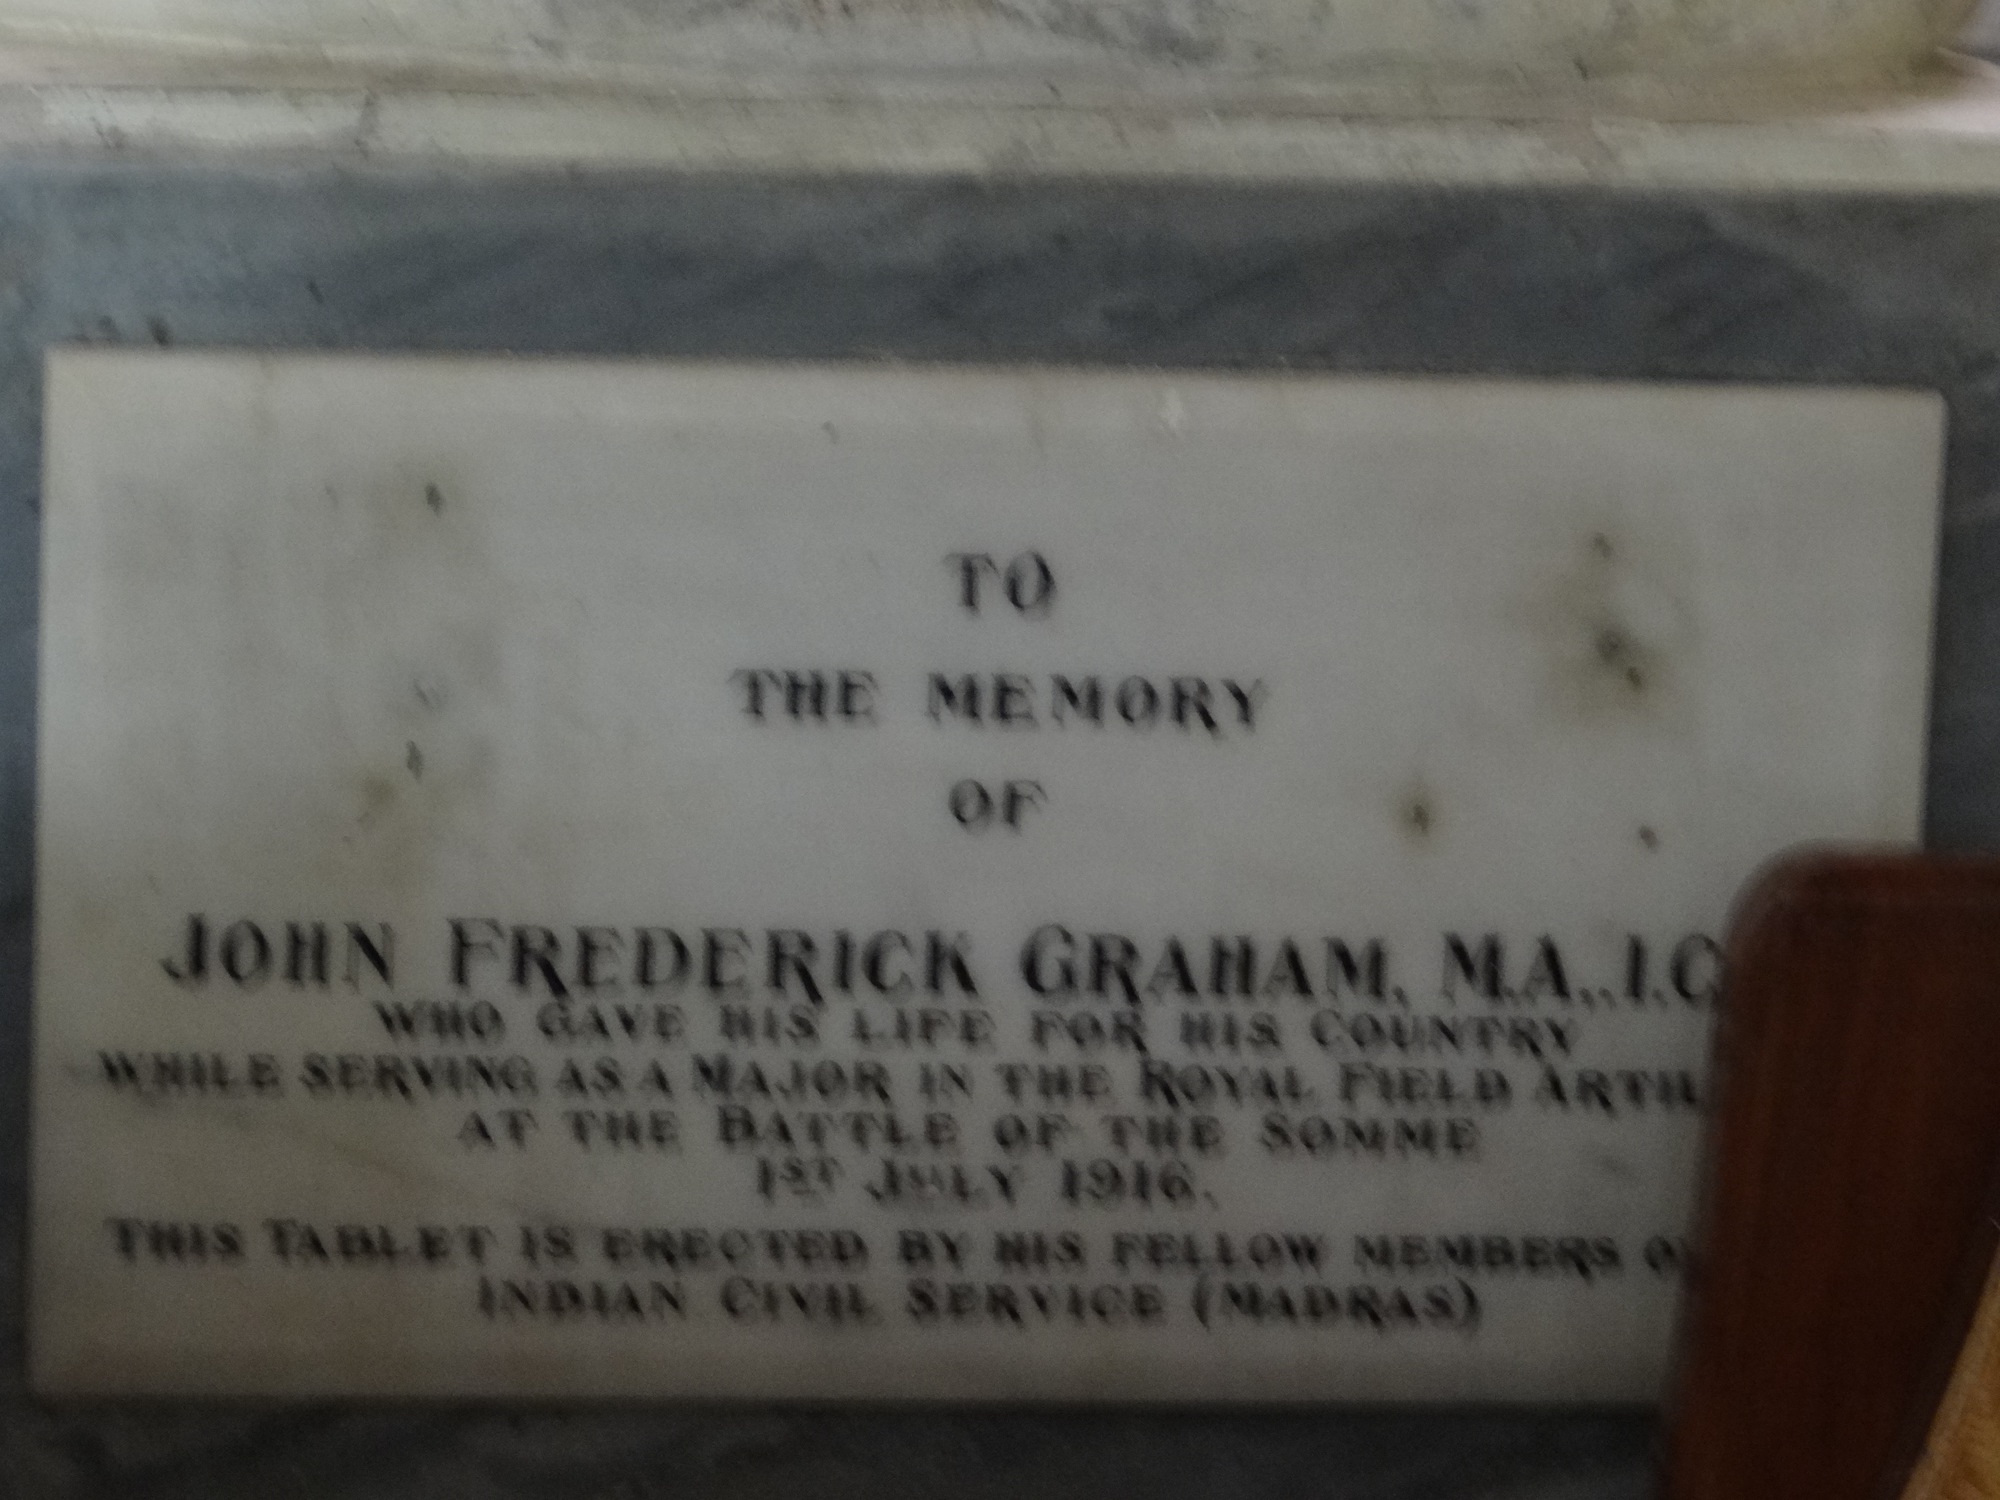 TO
THE MEMORY
OF
JOHN FREDERICK GRAHAM, M.A., I.C
WHO GAVE HIS LIFE FOR HIS COUNTRY
WHILE SERVING AS A MAJOR IN THE ROYAL FIELD ARTIL
AT THE BATTLE OF THE SOMME
1ST JULY 1916.
THIS TABLET IS ERECTED BY HIS FELLOW MEMBERS O
INDIAN CIVIL SERVICE (MADRAS)